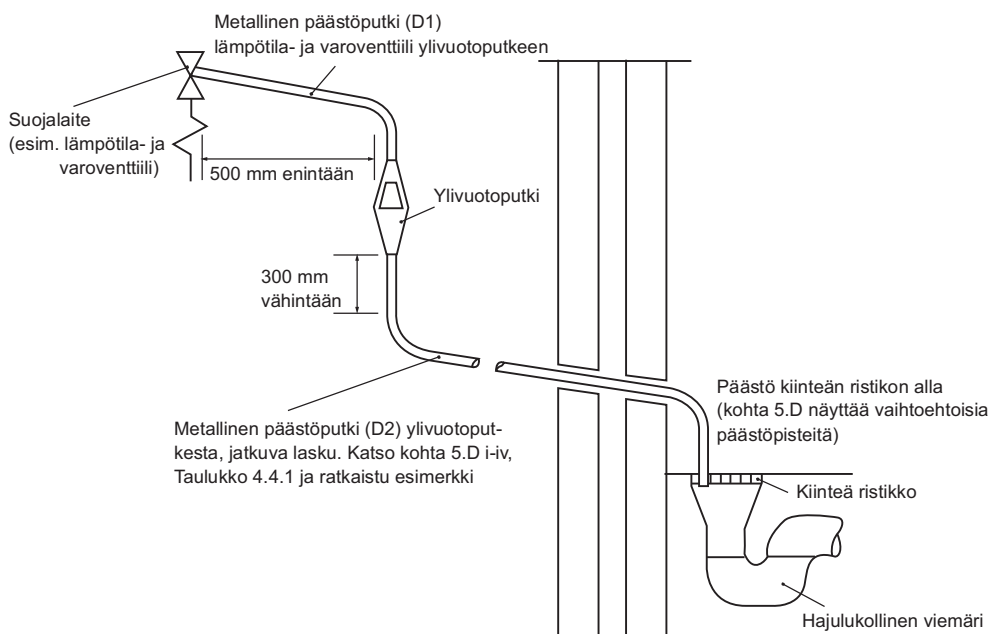 Metallinen päästöputki (D1)
lämpötila- ja varoventtiili ylivuotoputkeen
Suojalaite
(esim. lämpötila- ja
varoventtiili)
500 mm enintään
Ylivuotoputki
300 mm
vähintään
Metallinen päästöputki (D2) ylivuotoput-
kesta, jatkuva lasku. Katso kohta 5.D i-iv,
Taulukko 4.4.1 ja ratkaistu esimerkki
Päästö kiinteän ristikon alla
(kohta 5.D näyttää vaihtoehtoisia
päästöpisteitä)
Kiinteä ristikko
Hajulukollinen viemäri